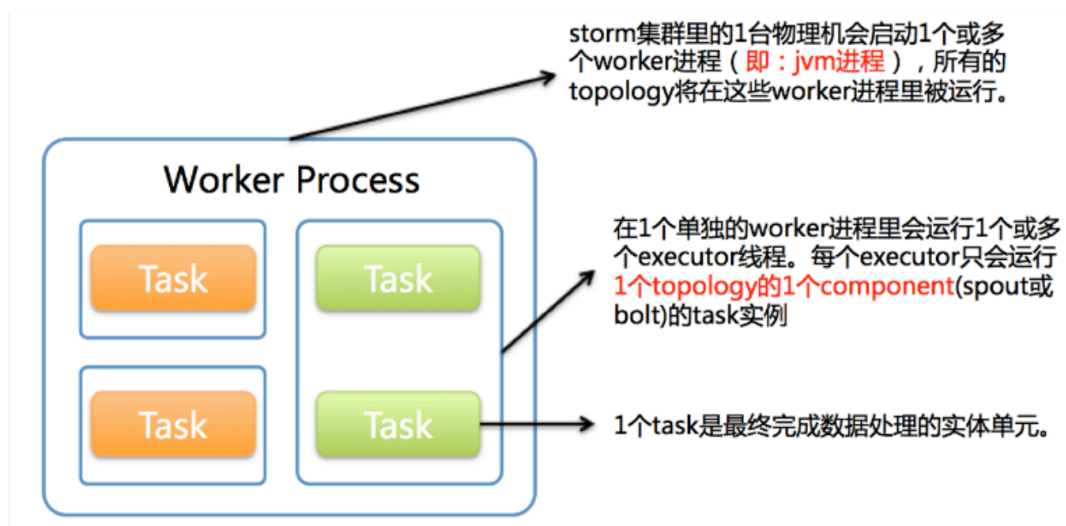 storm集群里的1台物理机会启动1个或多
个worker进程（即：jvm进程），所有的
topology将在这些worker进程里被运行。
Worker Process
Task
Task
Task
Task
在1个单独的worker进程里会运行1个或多
个executor线程。每个executor只会运行
1个topology的1个component(spout或
bolt)的task实例
1个task是最终完成数据处理的实体单元。